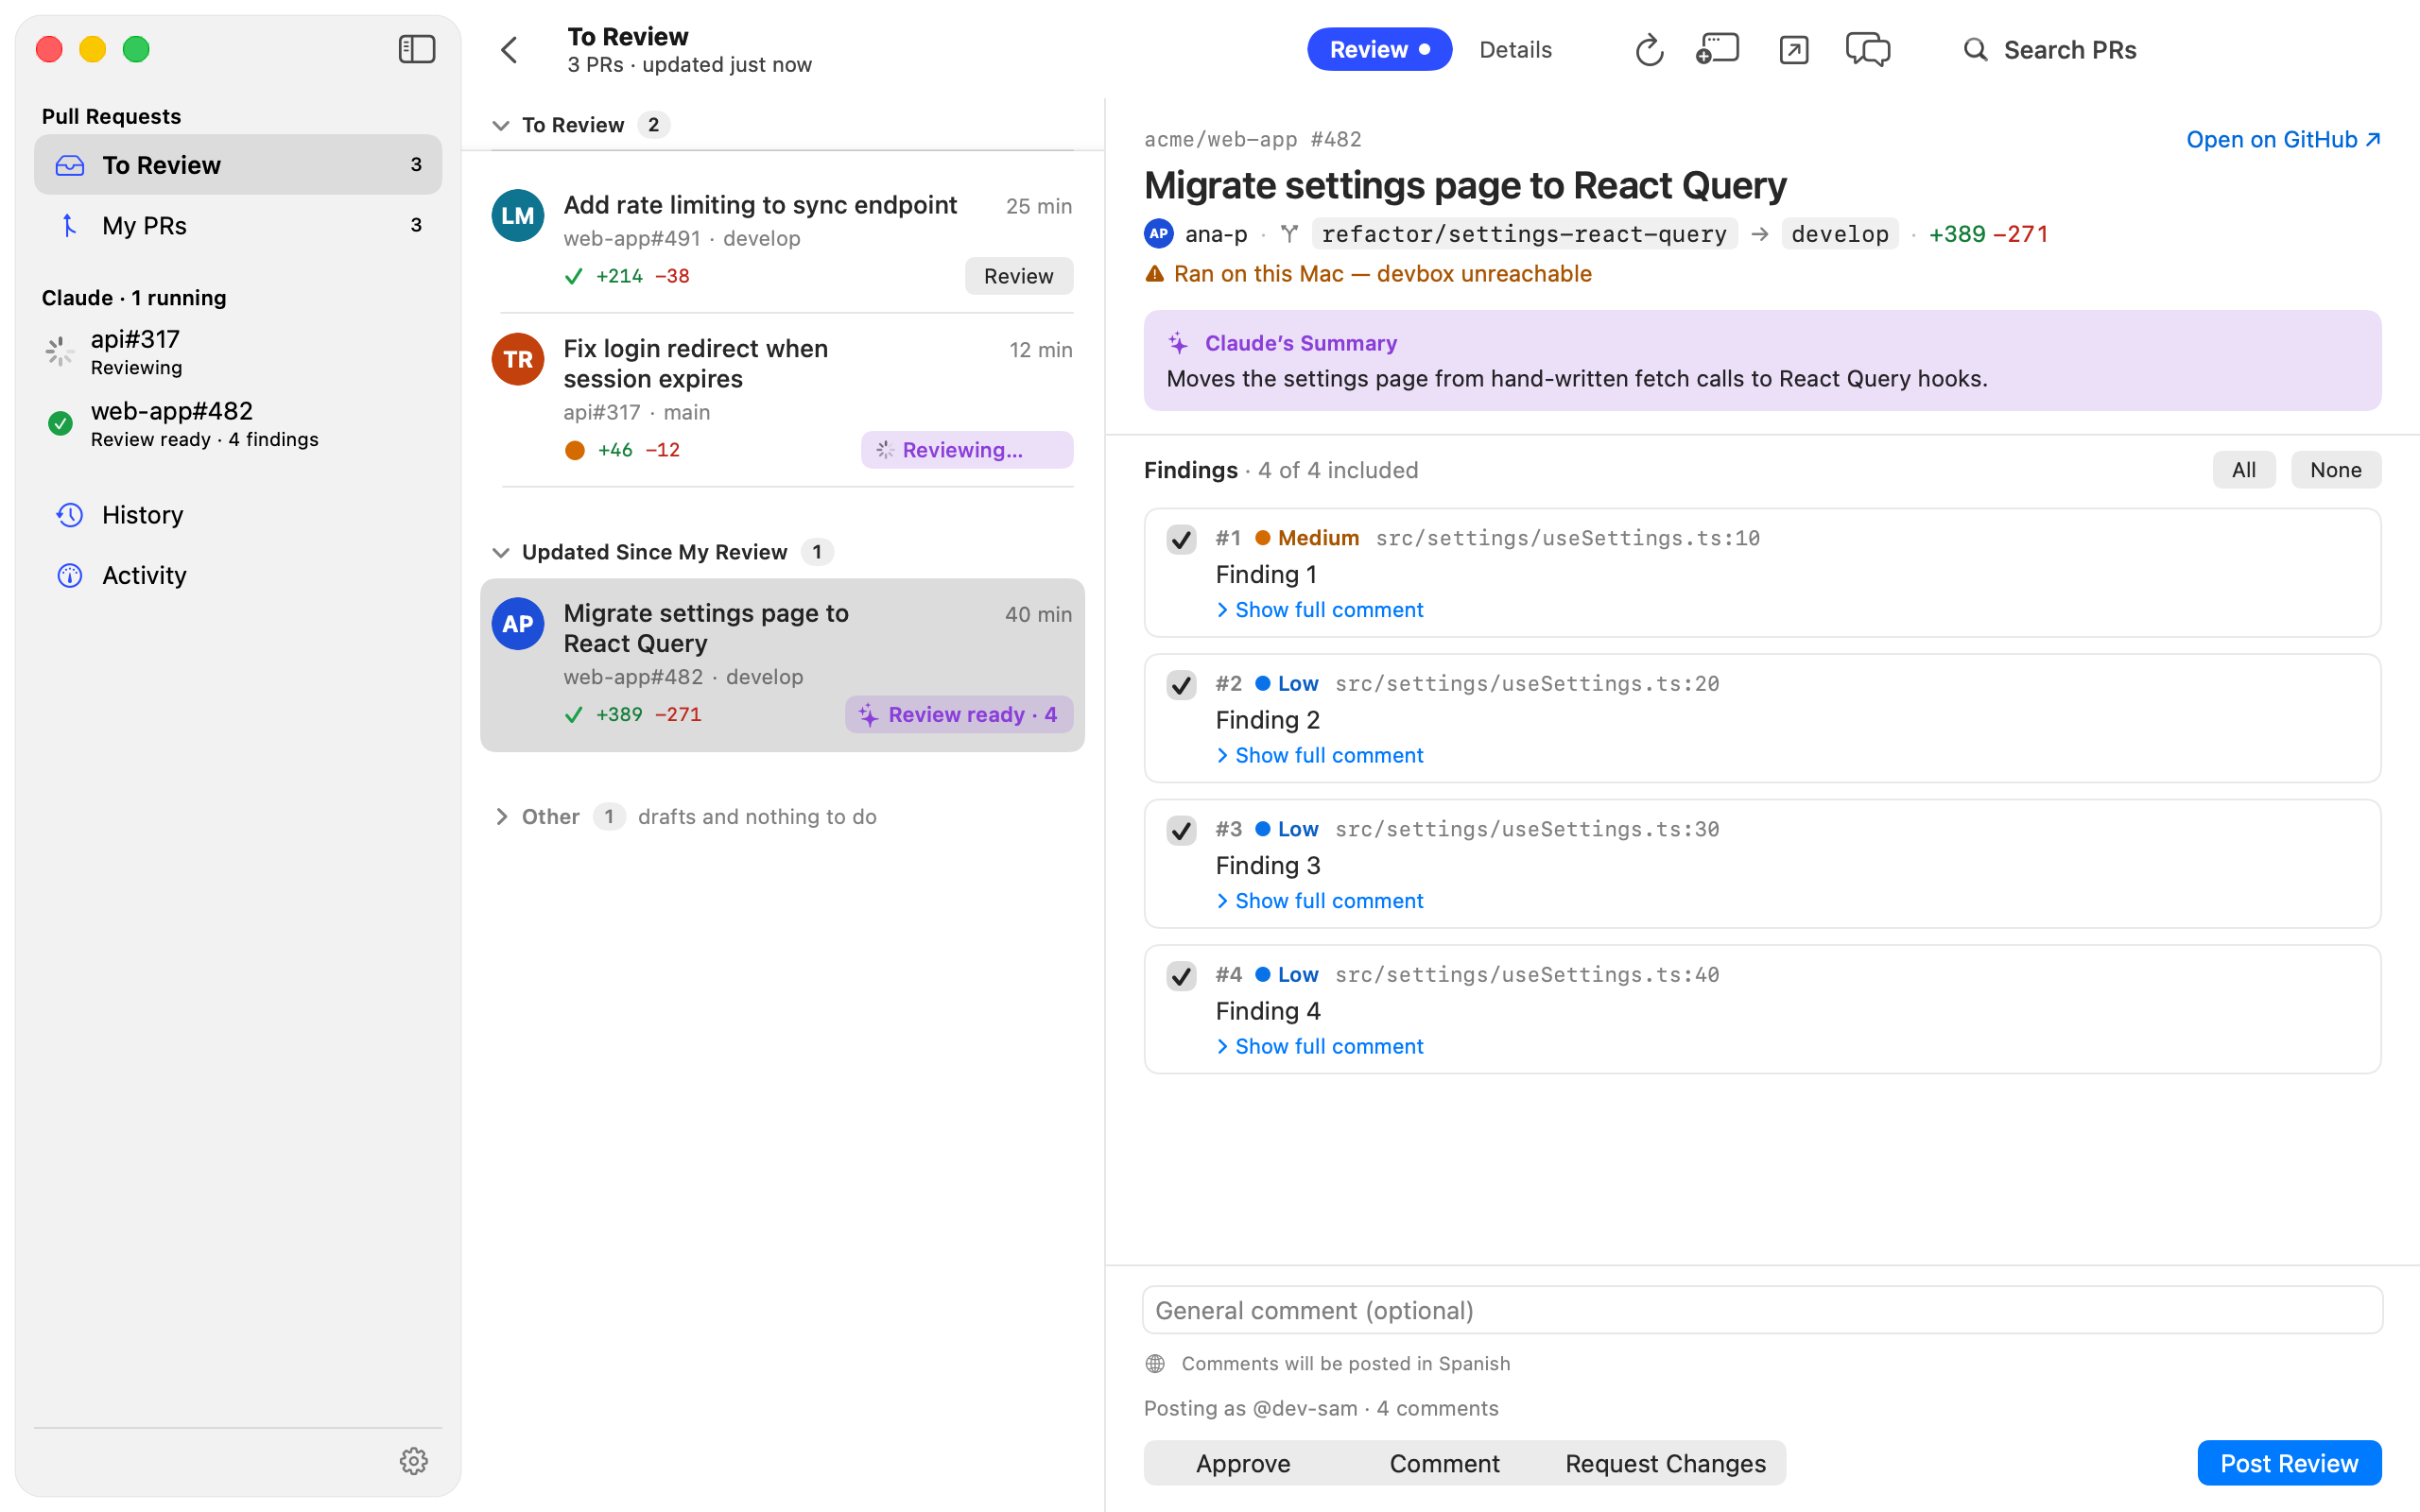 Pull Requests
To Review 3
My PRs 3
Claude · 1 running
api#317
Reviewing
web-app#482
Review ready · 4 findings
History
Activity
To Review
3 PRs · updated just now
Review
Details
Search PRs
To Review 2
LM
Add rate limiting to sync endpoint
25 min
web-app#491 · develop
+214 −38
Review
TR
Fix login redirect when
session expires
12 min
api#317 · main
+46 −12
Reviewing...
Updated Since My Review 1
AP
Migrate settings page to
React Query
40 min
web-app#482 · develop
+389 −271
Review ready · 4
Other 1 drafts and nothing to do
acme/web-app #482
Open on GitHub
Migrate settings page to React Query
AP ana-p · refactor/settings-react-query → develop · +389 −271
Ran on this Mac — devbox unreachable
Claude’s Summary
Moves the settings page from hand-written fetch calls to React Query hooks.
Findings · 4 of 4 included
All
None
#1 Medium src/settings/useSettings.ts:10
Finding 1
Show full comment
#2 Low src/settings/useSettings.ts:20
Finding 2
Show full comment
#3 Low src/settings/useSettings.ts:30
Finding 3
Show full comment
#4 Low src/settings/useSettings.ts:40
Finding 4
Show full comment
General comment (optional)
Comments will be posted in Spanish
Posting as @dev-sam · 4 comments
Approve
Comment
Request Changes
Post Review